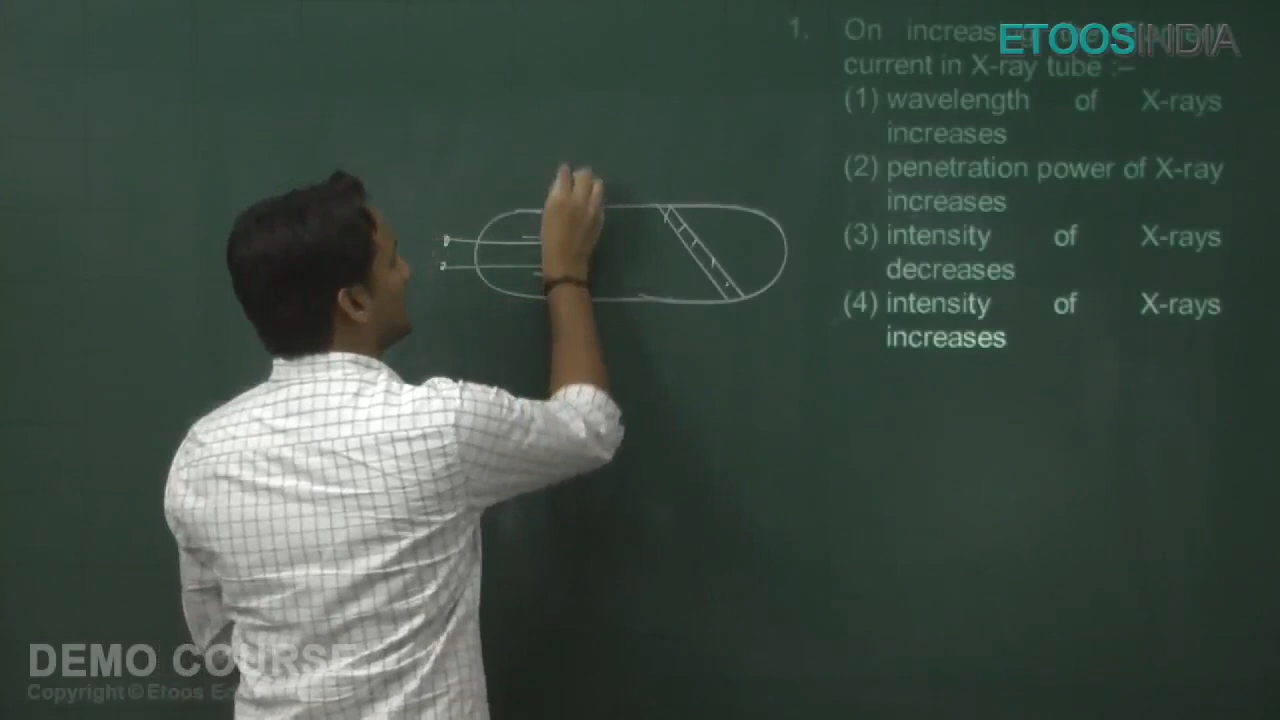 ETOOSINDIA
1. On
current in X-ray tube :–
(1) wavelength of X-rays
increases
(2) penetration power of X-ray
increases
(3) intensity of X-rays
decreases
(4) intensity of X-rays
increases
DEMO COURSE
Copyright © Etoos